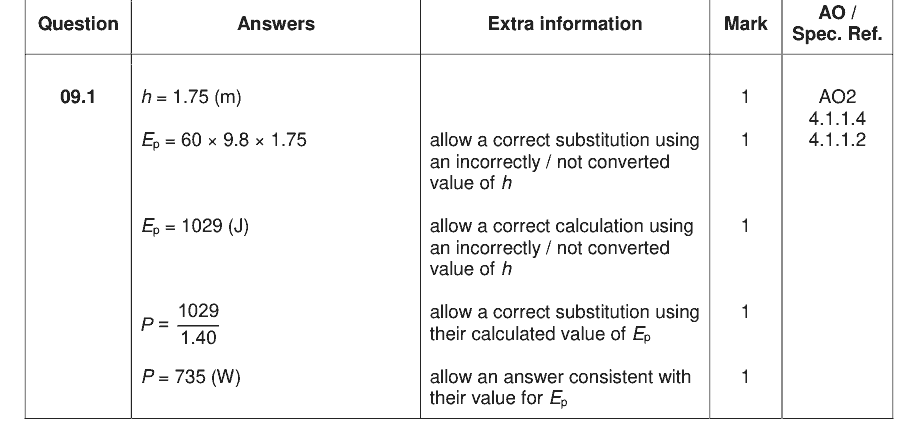 Question Answers Extra information Mark AO /
Spec. Ref.
09.1 h = 1.75 (m) 1 AO2
4.1.1.4
Ep = 60 × 9.8 × 1.75 allow a correct substitution using 1 4.1.1.2
an incorrectly / not converted
value of h
Ep = 1029 (J) allow a correct calculation using 1
an incorrectly / not converted
value of h
P = 1029 / 1.40 allow a correct substitution using 1
their calculated value of Ep
P = 735 (W) allow an answer consistent with 1
their value for Ep